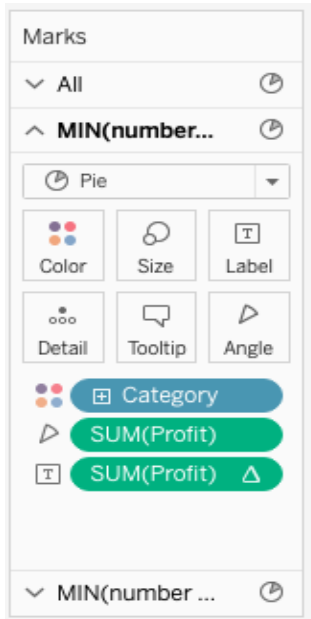 Marks
All
MIN(number...
Pie
Color Size Label
T
Detail Tooltip Angle
Category
SUM(Profit)
T SUM(Profit)
MIN(number ...